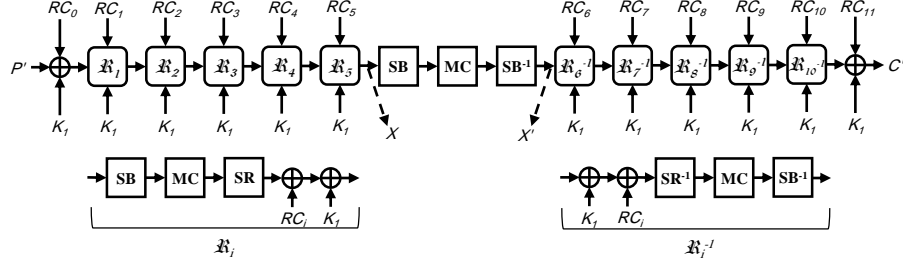 RC0 RC1 RC2 RC3 RC4 RC5 RC6 RC7 RC8 RC9 RC10 RC11
P' ℜ1 ℜ2 ℜ3 ℜ4 ℜ5 SB MC SB-1 ℜ6-1 ℜ7-1 ℜ8-1 ℜ9-1 ℜ10-1 C'
K1 K1 K1 K1 K1 K1 X X' K1 K1 K1 K1 K1 K1
SB MC SR SR-1 MC SB-1
RCi K1 K1 RCi
ℜi ℜi-1